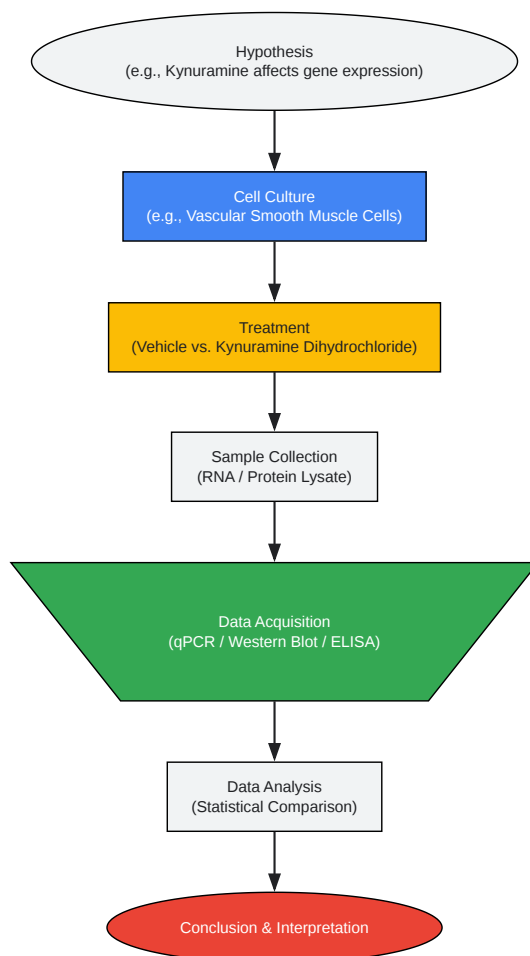 Hypothesis
(e.g., Kynuramine affects gene expression)
Cell Culture
(e.g., Vascular Smooth Muscle Cells)
Treatment
(Vehicle vs. Kynuramine Dihydrochloride)
Sample Collection
(RNA / Protein Lysate)
Data Acquisition
(qPCR / Western Blot / ELISA)
Data Analysis
(Statistical Comparison)
Conclusion & Interpretation